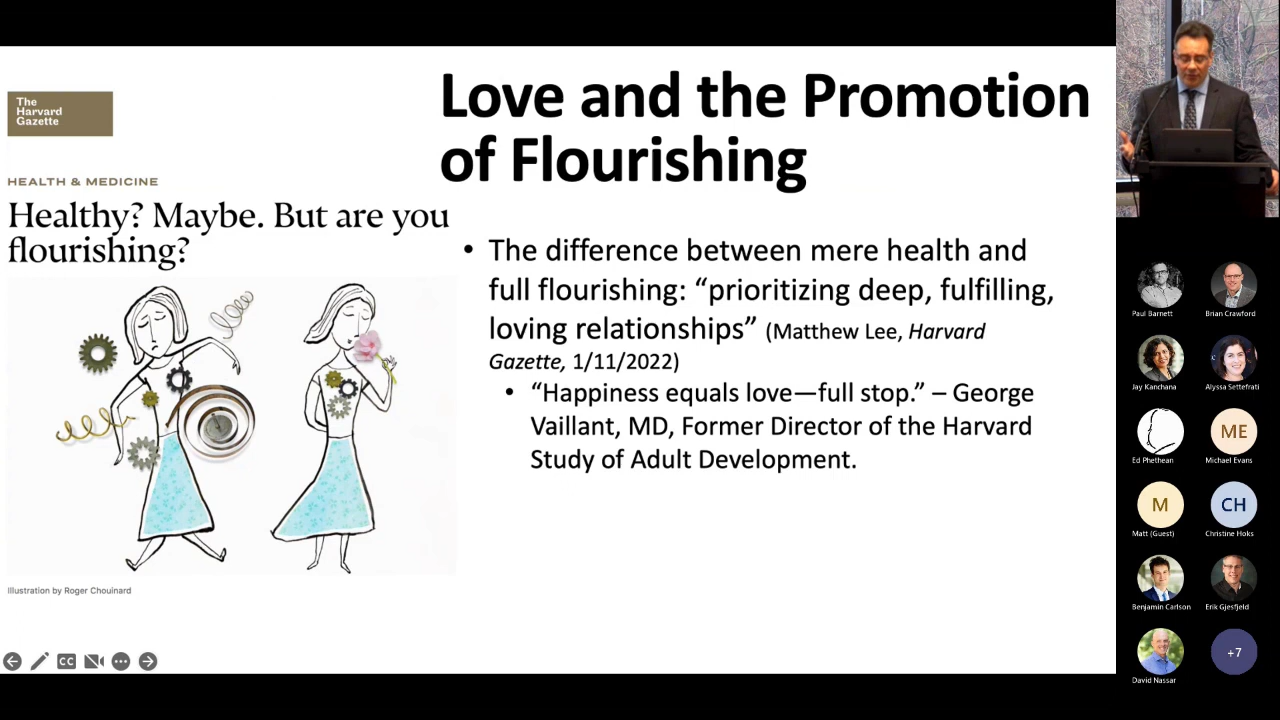 The
Harvard
Gazette
HEALTH & MEDICINE
Healthy? Maybe. But are you
flourishing?
Illustration by Roger Chouinard
Love and the Promotion
of Flourishing
• The difference between mere health and
full flourishing: “prioritizing deep, fulfilling,
loving relationships” (Matthew Lee, Harvard
Gazette, 1/11/2022)
• “Happiness equals love—full stop.” – George
Vaillant, MD, Former Director of the Harvard
Study of Adult Development.
CC
Paul Barnett
Brian Crawford
Jay Kanchana
Alyssa Settefrati
Ed Phethean
ME
Michael Evans
M
Matt (Guest)
CH
Christine Hoks
Benjamin Carlson
Erik Gjesfjeld
David Nassar
+7